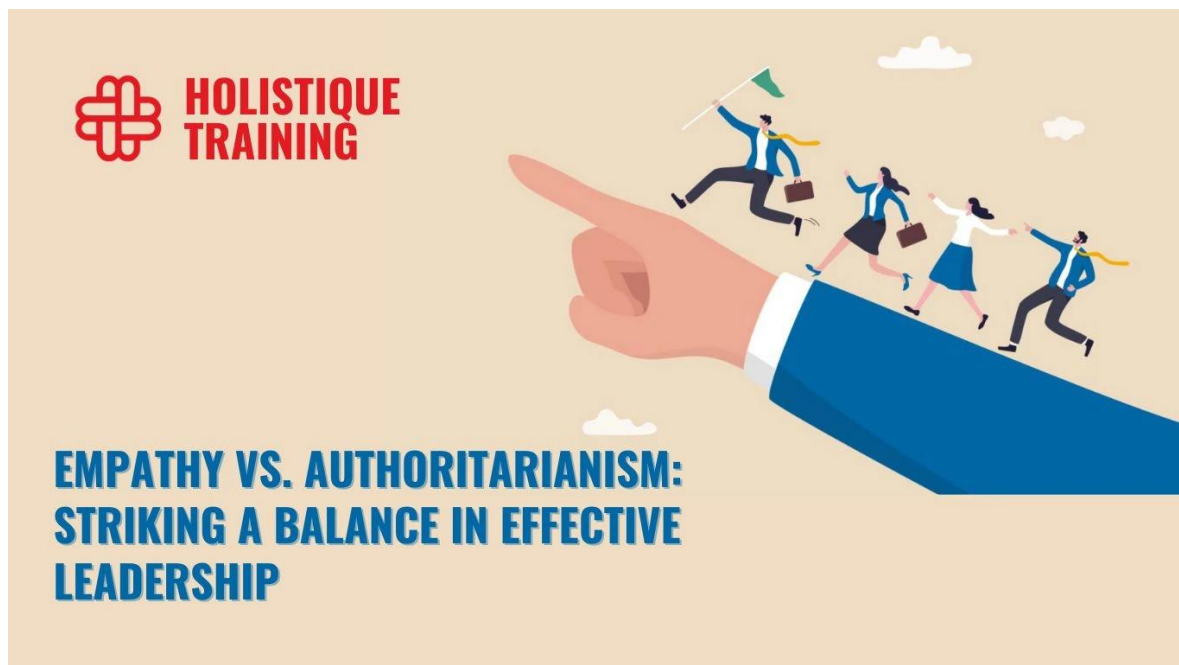 HOLISTIQUE
TRAINING
EMPATHY VS. AUTHORITARIANISM:
STRIKING A BALANCE IN EFFECTIVE
LEADERSHIP